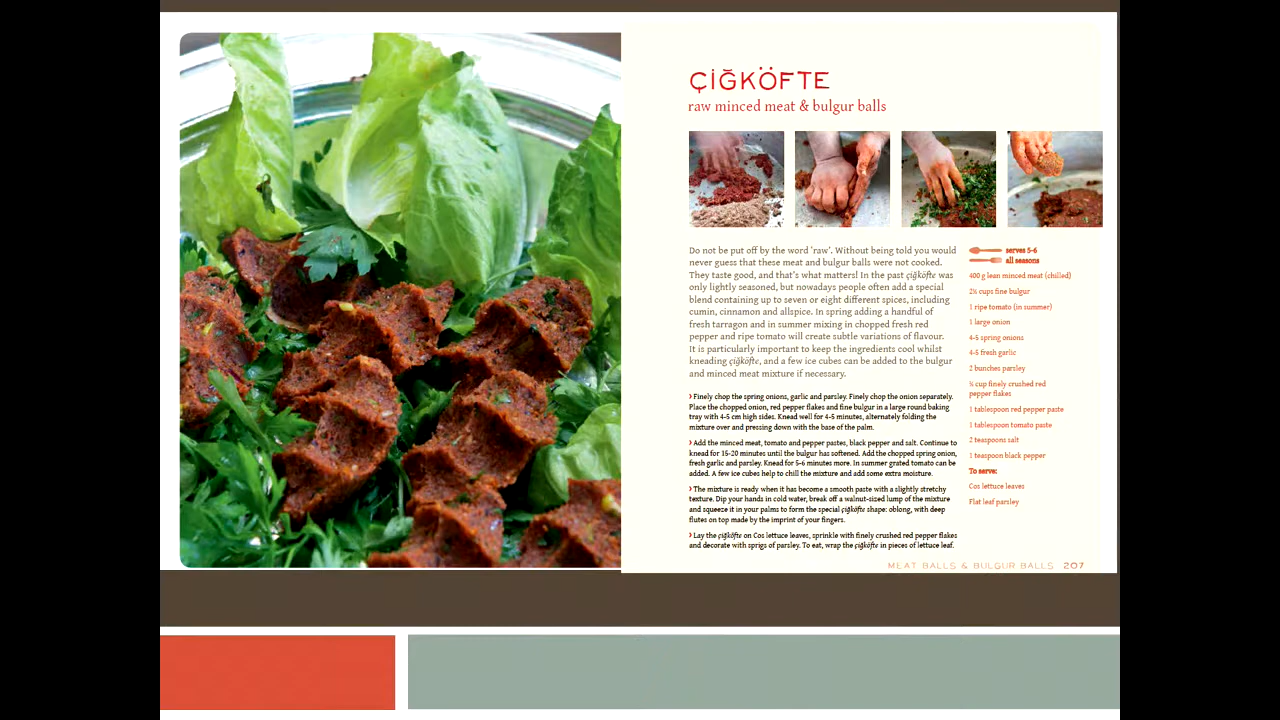 ÇİĞKÖFTE
raw minced meat & bulgur balls
Do not be put off by the word 'raw'. Without being told you would
never guess that these meat and bulgur balls were not cooked.
They taste good, and that's what matters! In the past çiğköfte was
only lightly seasoned, but nowadays people often add a special
blend containing up to seven or eight different spices, including
cumin, cinnamon and allspice. In spring adding a handful of
fresh tarragon and in summer mixing in chopped fresh red
pepper and ripe tomato will create subtle variations of flavour.
It is particularly important to keep the ingredients cool whilst
kneading çiğköfte, and a few ice cubes can be added to the bulgur
and minced meat mixture if necessary.
› Finely chop the spring onions, garlic and parsley. Finely chop the onion separately.
Place the chopped onion, red pepper flakes and fine bulgur in a large round baking
tray with 4-5 cm high sides. Knead well for 4-5 minutes, alternately folding the
mixture over and pressing down with the base of the palm.
› Add the minced meat, tomato and pepper pastes, black pepper and salt. Continue to
knead for 15-20 minutes until the bulgur has softened. Add the chopped spring onion,
fresh garlic and parsley. Knead for 5-6 minutes more. In summer grated tomato can be
added. A few ice cubes help to chill the mixture and add some extra moisture.
› The mixture is ready when it has become a smooth paste with a slightly stretchy
texture. Dip your hands in cold water, break off a walnut-sized lump of the mixture
and squeeze it in your palms to form the special çiğköfte shape: oblong, with deep
flutes on top made by the imprint of your fingers.
› Lay the çiğköfte on Cos lettuce leaves, sprinkle with finely crushed red pepper flakes
and decorate with sprigs of parsley. To eat, wrap the çiğköfte in pieces of lettuce leaf.
serves 5-6
all seasons
400 g lean minced meat (chilled)
2½ cups fine bulgur
1 ripe tomato (in summer)
1 large onion
4-5 spring onions
4-5 fresh garlic
2 bunches parsley
cup finely crushed red
pepper flakes
1 tablespoon red pepper paste
1 tablespoon tomato paste
2 teaspoons salt
1 teaspoon black pepper
To serve:
Cos lettuce leaves
Flat leaf parsley
MEAT BALLS & BULGUR BALLS 207